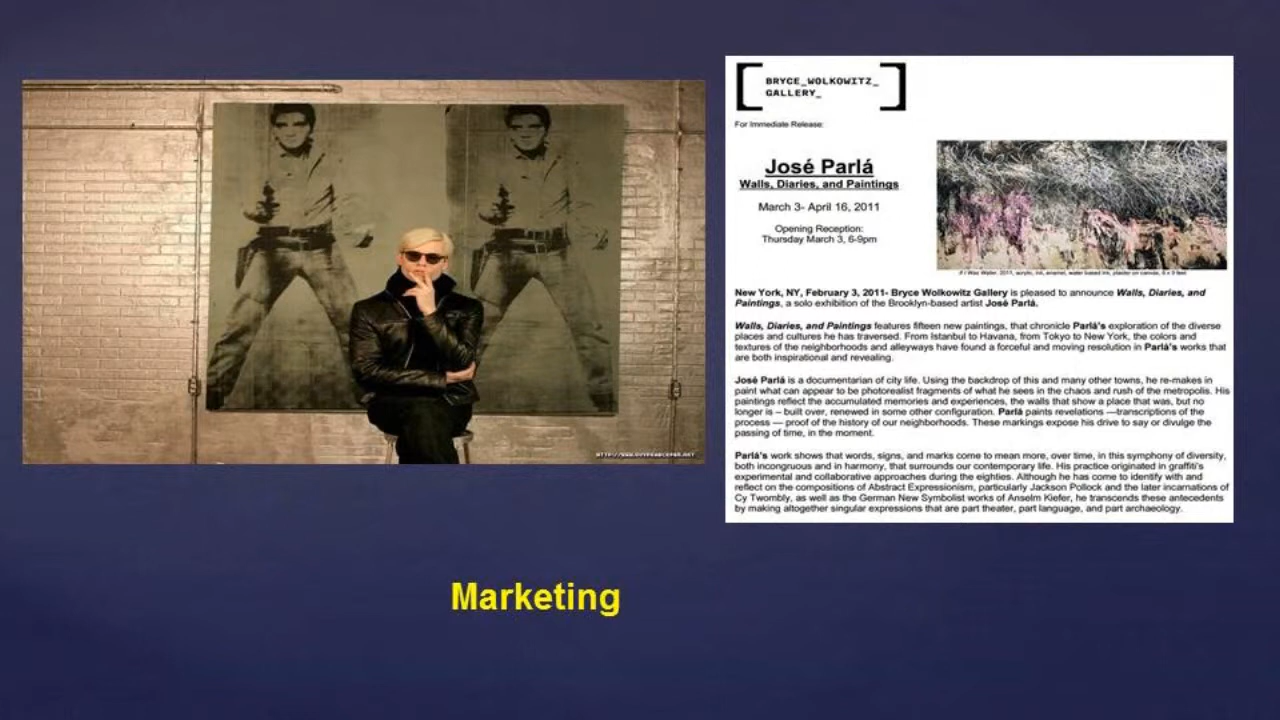 BRYCE_WOLKOWITZ_
GALLERY_
For Immediate Release:
José Parlá
Walls, Diaries, and Paintings
March 3- April 16, 2011
Opening Reception:
Thursday March 3, 6-9pm
2011, acrylic, ink, enamel, water based ink, plaster on canvas, 6 x 9 feet
New York, NY, February 3, 2011- Bryce Wolkowitz Gallery is pleased to announce Walls, Diaries, and
Paintings, a solo exhibition of the Brooklyn-based artist José Parlá.
Walls, Diaries, and Paintings features fifteen new paintings, that chronicle Parlá's exploration of the diverse
places and cultures he has traversed. From Istanbul to Havana, from Tokyo to New York, the colors and
textures of the neighborhoods and alleyways have found a forceful and moving resolution in Parlá's works that
are both inspirational and revealing.
José Parlá is a documentarian of city life. Using the backdrop of this and many other towns, he re-makes in
paint what can appear to be photorealist fragments of what he sees in the chaos and rush of the metropolis. His
paintings reflect the accumulated memories and experiences, the walls that show a place that was, but no
longer is – built over, renewed in some other configuration. Parlá paints revelations —transcriptions of the
process — proof of the history of our neighborhoods. These markings expose his drive to say or divulge the
passing of time, in the moment.
Parlá's work shows that words, signs, and marks come to mean more, over time, in this symphony of diversity,
both incongruous and in harmony, that surrounds our contemporary life. His practice originated in graffiti's
experimental and collaborative approaches during the eighties. Although he has come to identify with and
reflect on the compositions of Abstract Expressionism, particularly Jackson Pollock and the later incarnations of
Cy Twombly, as well as the German New Symbolist works of Anselm Kiefer, he transcends these antecedents
by making altogether singular expressions that are part theater, part language, and part archaeology.
Marketing